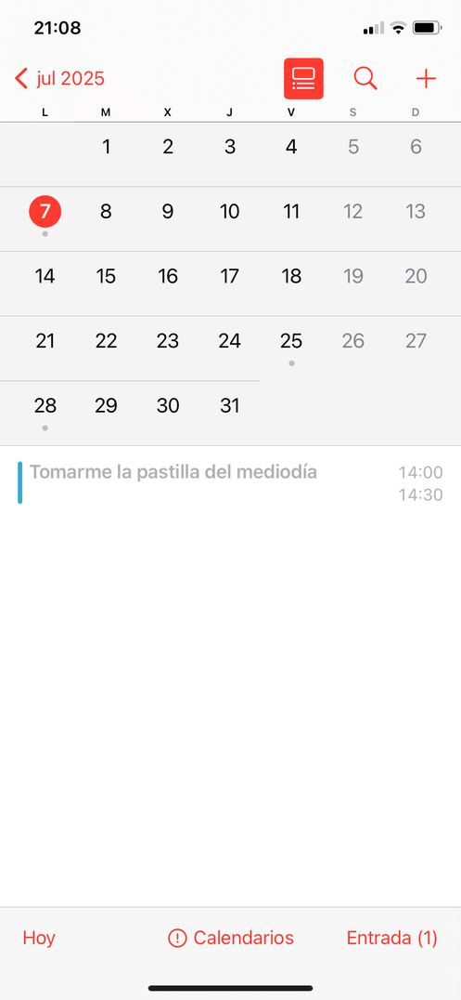 21:08
jul 2025
L M X J V S D
1 2 3 4 5 6
7 8 9 10 11 12 13
14 15 16 17 18 19 20
21 22 23 24 25 26 27
28 29 30 31
Tomarme la pastilla del mediodía 14:00
14:30
Hoy Calendarios Entrada (1)